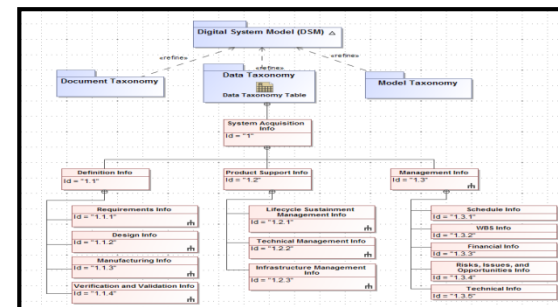 Digital System Model (DSM)
«refine»
«refine»
«refine»
Document Taxonomy
Data Taxonomy
Model Taxonomy
Data Taxonomy Table
System Acquisition
Info
Id = "1"
Definition Info
Id = "1.1"
Product Support Info
Id = "1.2"
Management Info
Id = "1.3"
Requirements Info
Id = "1.1.1"
Design Info
Id = "1.1.2"
Manufacturing Info
Id = "1.1.3"
Verification and Validation Info
Id = "1.1.4"
Lifecycle Sustainment
Management Info
Id = "1.2.1"
Technical Management Info
Id = "1.2.2"
Infrastructure Management
Info
Id = "1.2.3"
Schedule Info
Id = "1.3.1"
WBS Info
Id = "1.3.2"
Financial Info
Id = "1.3.3"
Risks, Issues, and
Opportunities Info
Id = "1.3.4"
Technical Info
Id = "1.3.5"